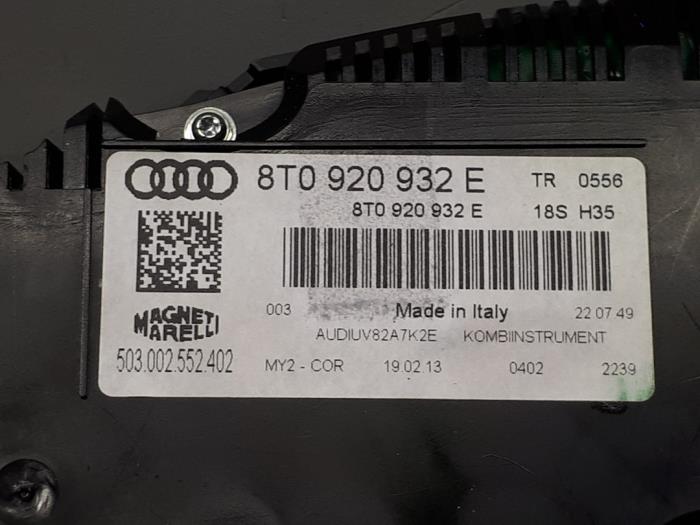 8T0 920 932 E TR 0556
8T0 920 932 E 18S H35
003 Made in Italy 22 07 49
MAGNETI MARELLI
AUDIUV82A7K2E KOMBIINSTRUMENT
503.002.552.402
MY2 - COR 19.02.13 0402 2239